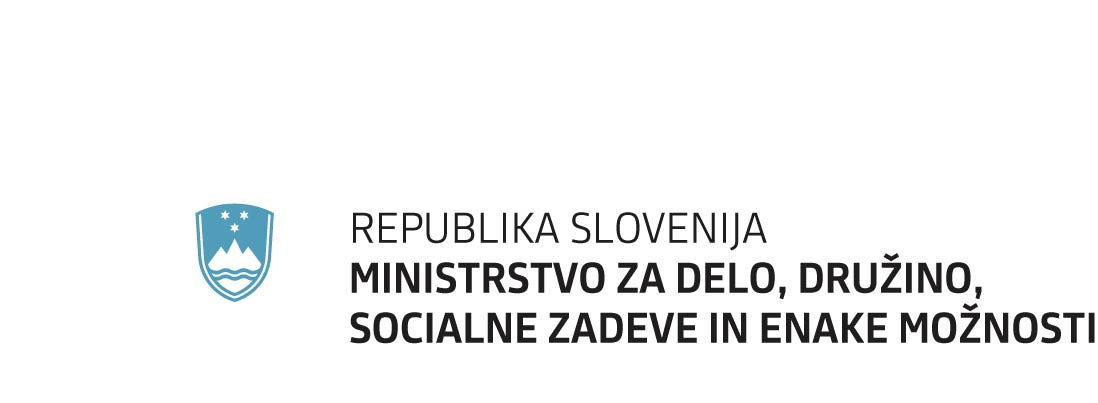 REPUBLIKA SLOVENIJA
MINISTRSTVO ZA DELO, DRUŽINO,
SOCIALNE ZADEVE IN ENAKE MOŽNOSTI